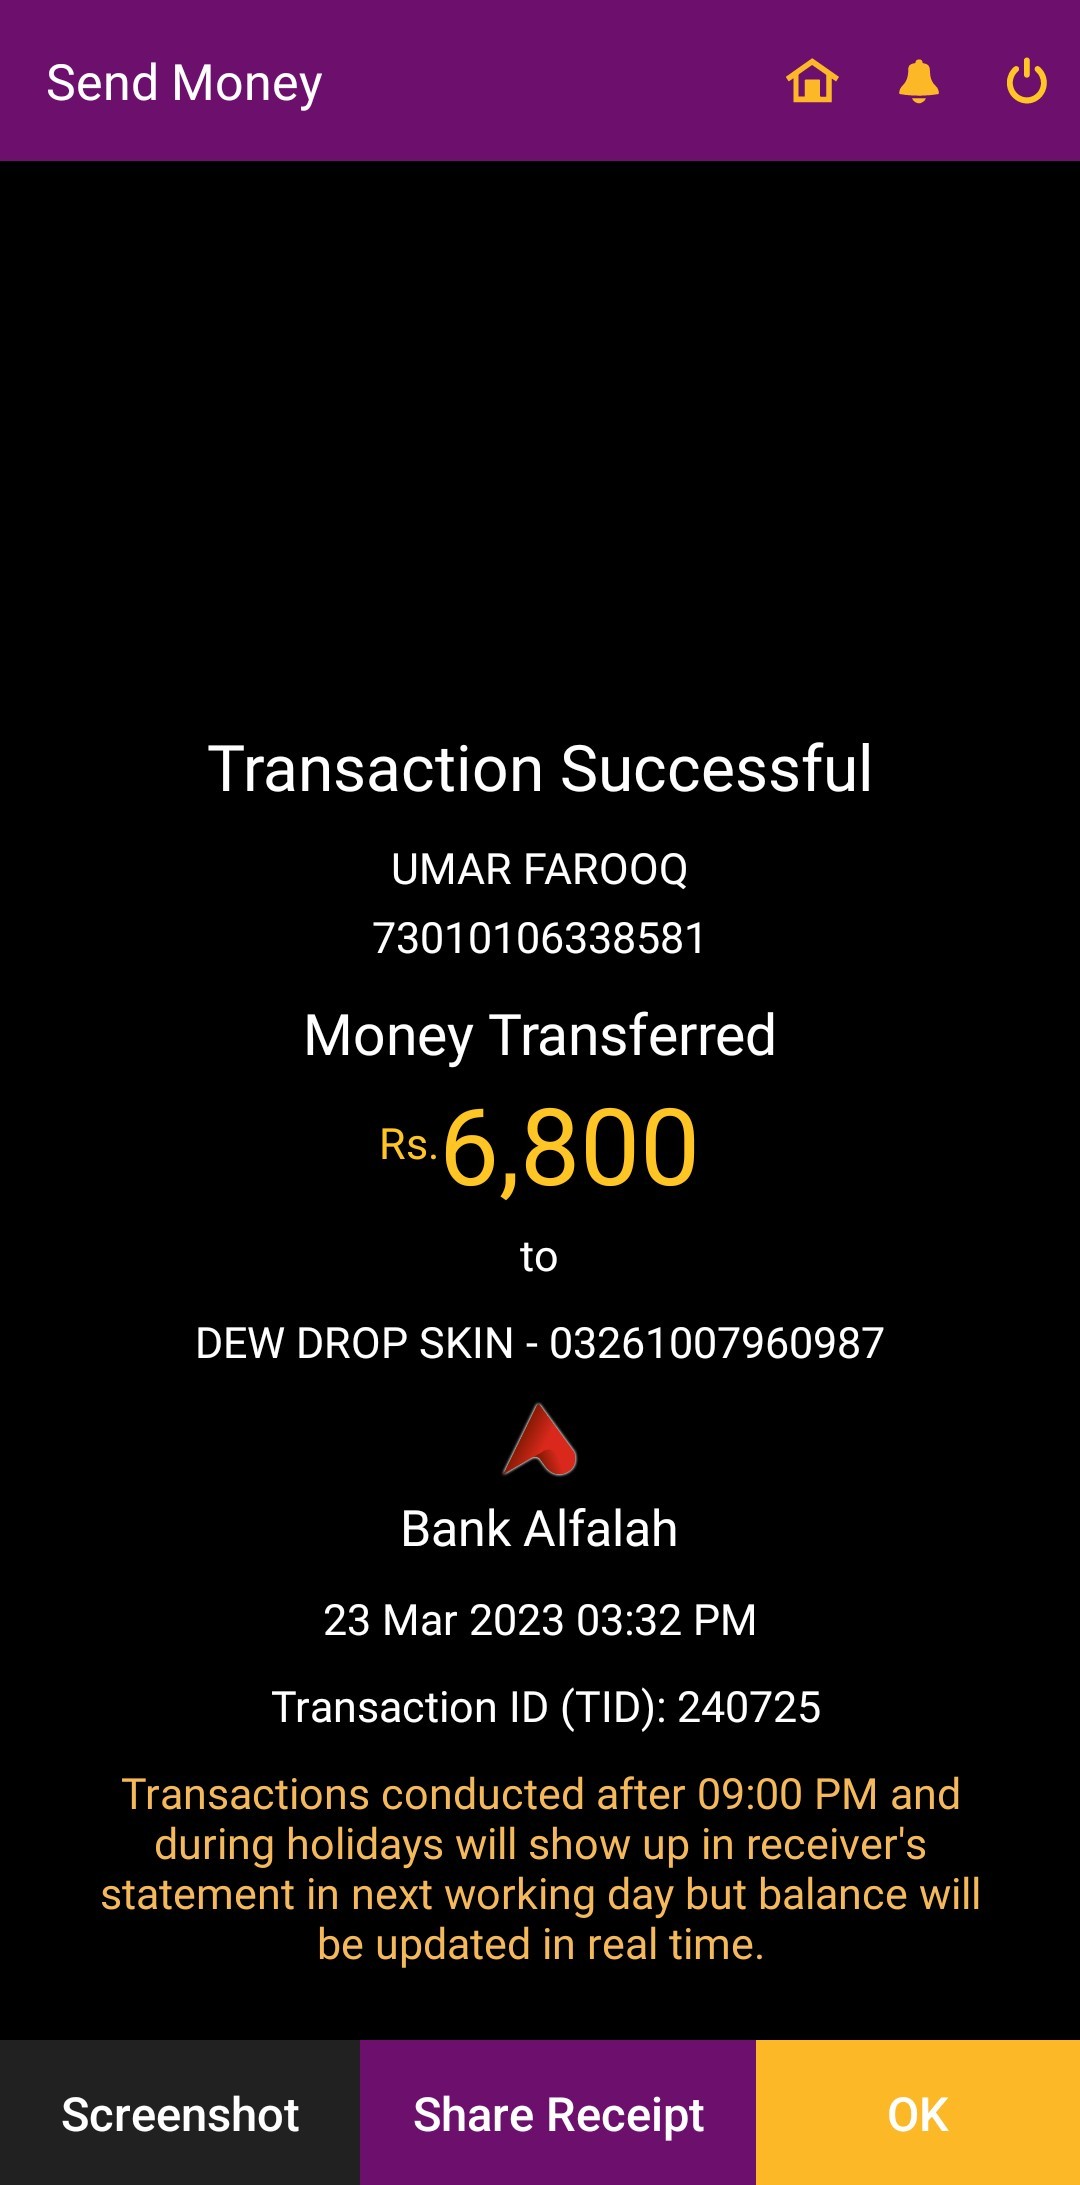 Send Money
Transaction Successful
UMAR FAROOQ
73010106338581
Money Transferred
Rs.6,800
to
DEW DROP SKIN - 03261007960987
Bank Alfalah
23 Mar 2023 03:32 PM
Transaction ID (TID): 240725
Transactions conducted after 09:00 PM and
during holidays will show up in receiver's
statement in next working day but balance will
be updated in real time.
Screenshot
Share Receipt
OK